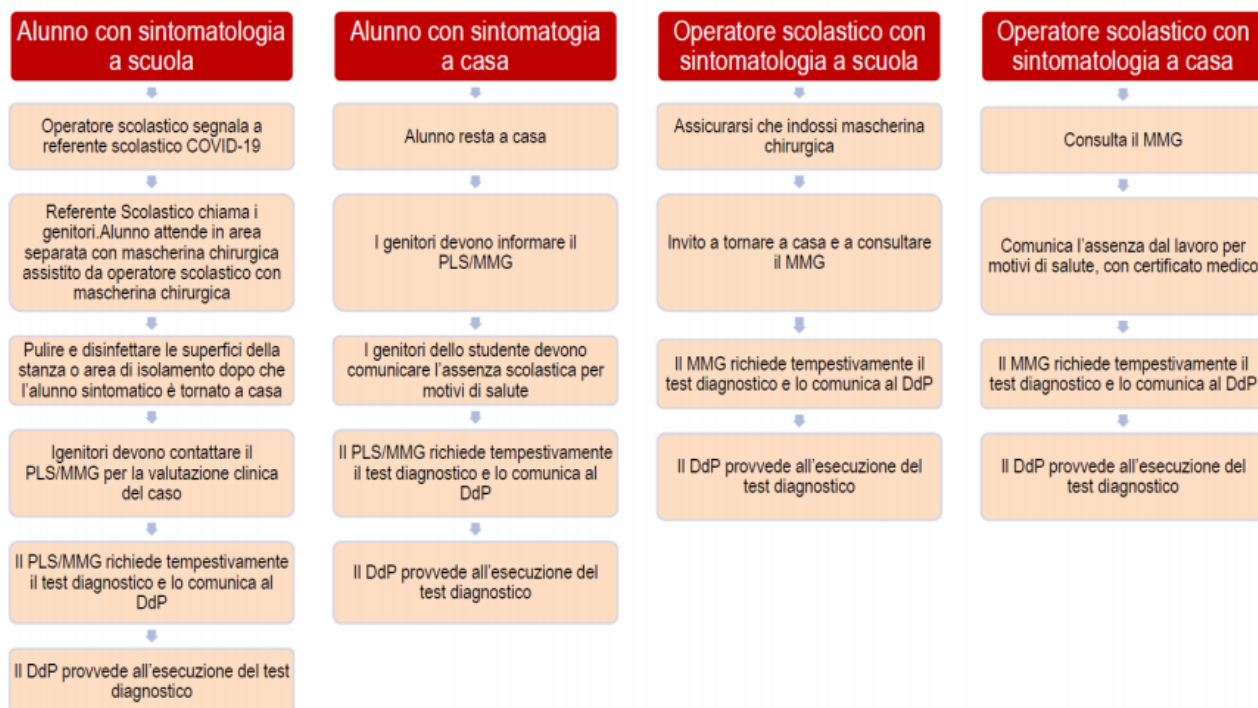 Alunno con sintomatologia
a scuola
Operatore scolastico segnala a
referente scolastico COVID-19
Referente Scolastico chiama i
genitori.Alunno attende in area
separata con mascherina chirurgica
assistito da operatore scolastico con
mascherina chirurgica
Pulire e disinfettare le superfici della
stanza o area di isolamento dopo che
l'alunno sintomatico è tornato a casa
Igenitori devono contattare il
PLS/MMG per la valutazione clinica
del caso
Il PLS/MMG richiede tempestivamente
il test diagnostico e lo comunica al
DdP
Il DdP provvede all'esecuzione del test
diagnostico
Alunno con sintomatogia
a casa
Alunno resta a casa
I genitori devono informare il
PLS/MMG
I genitori dello studente devono
comunicare l'assenza scolastica per
motivi di salute
Il PLS/MMG richiede tempestivamente
il test diagnostico e lo comunica al
DdP
Il DdP provvede all'esecuzione del
test diagnostico
Operatore scolastico con
sintomatologia a scuola
Assicurarsi che indossi mascherina
chirurgica
Invito a tornare a casa e a consultare
il MMG
Il MMG richiede tempestivamente il
test diagnostico e lo comunica al DdP
Il DdP provvede all'esecuzione del
test diagnostico
Operatore scolastico con
sintomatologia a casa
Consulta il MMG
Comunica l'assenza dal lavoro per
motivi di salute, con certificato medico
Il MMG richiede tempestivamente il
test diagnostico e lo comunica al DdP
Il DdP provvede all'esecuzione del
test diagnostico